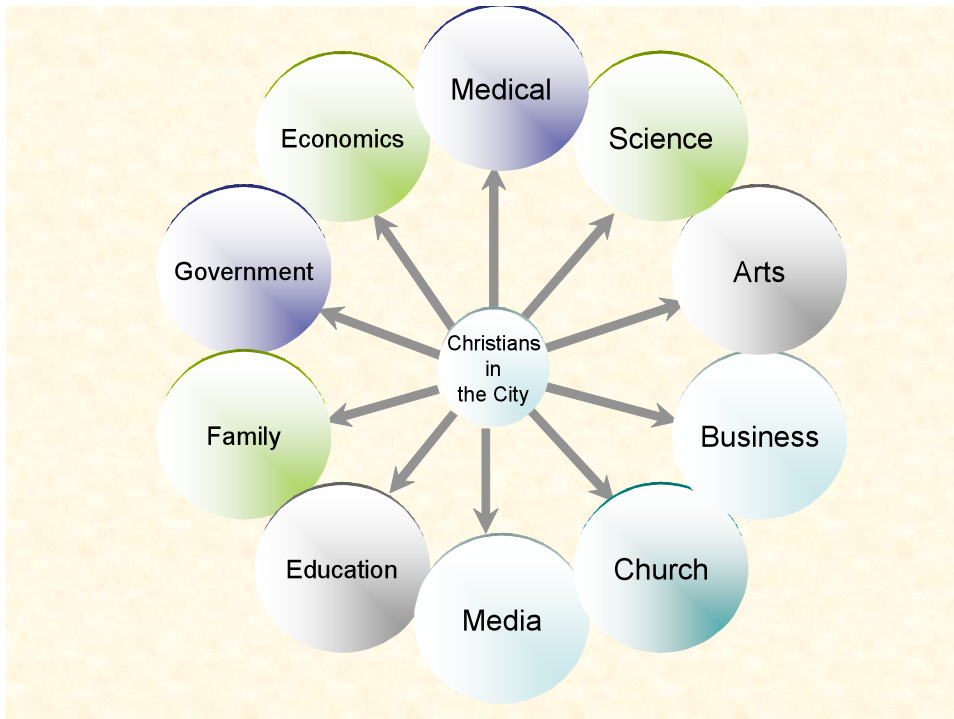 Medical
Economics
Science
Government
Arts
Christians
in
the City
Family
Business
Education
Church
Media